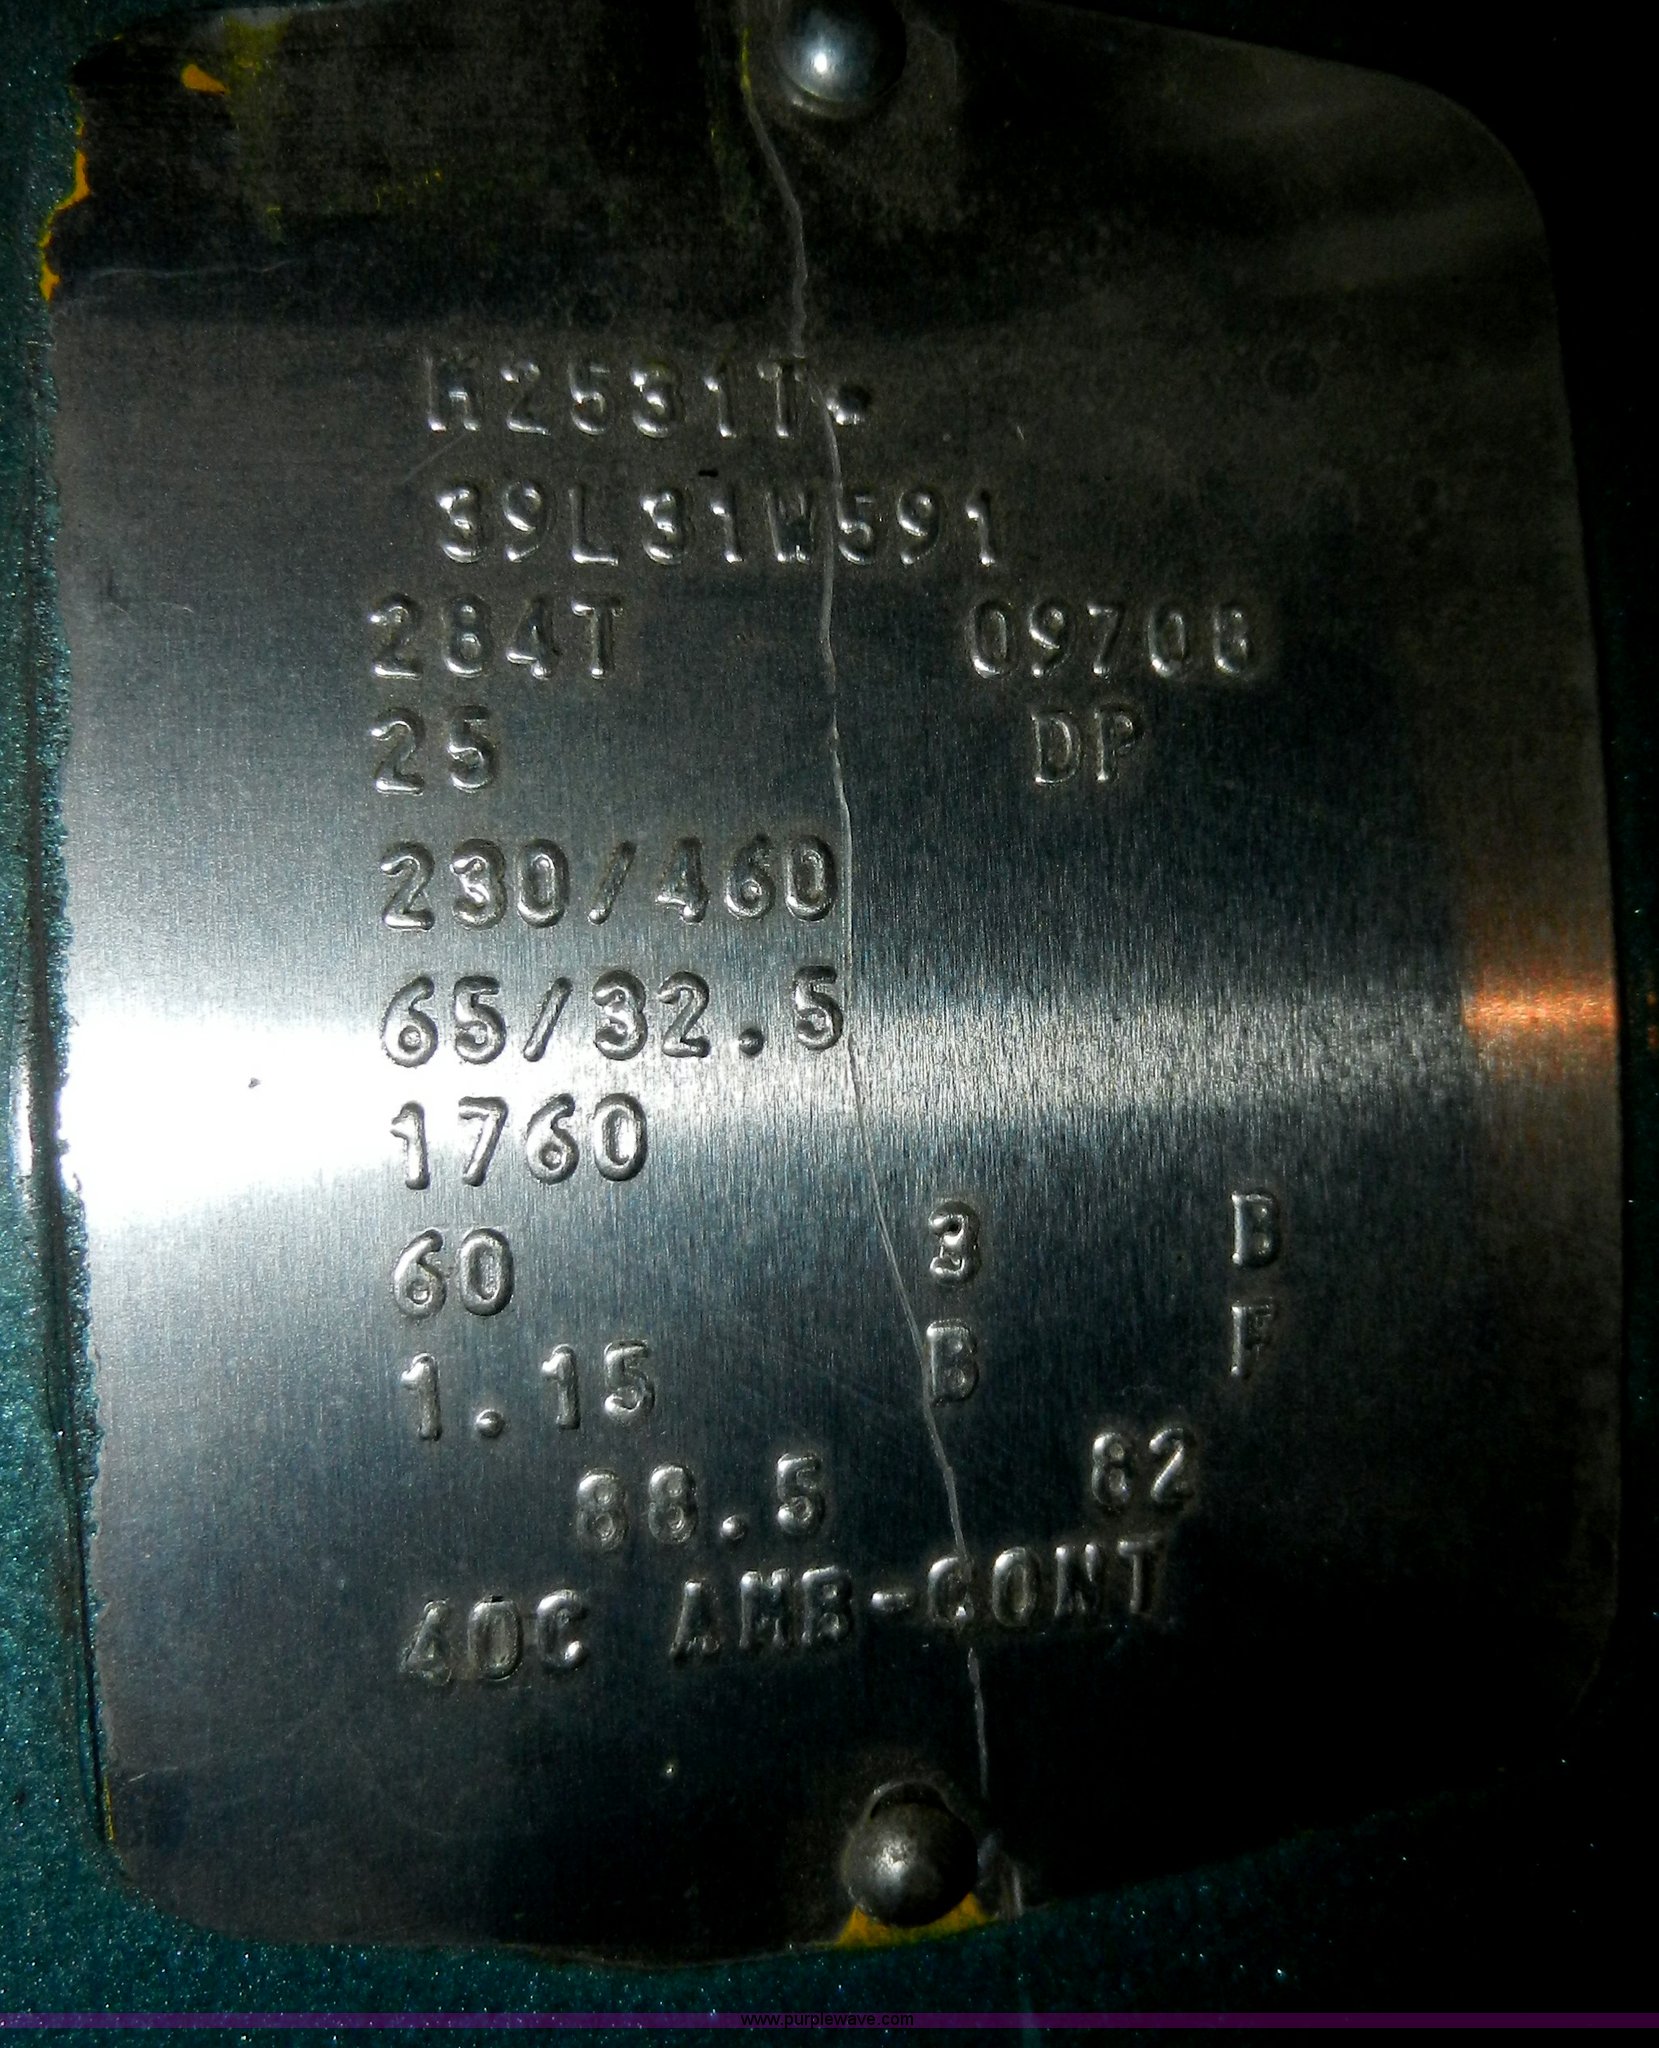 M2531T-
39L31W591
284T 09708
25 DP
230/460
65/32.5
1760
60 3 B
1.15 B F
88.5 82
40C AMB-CONT
www.purplewave.com